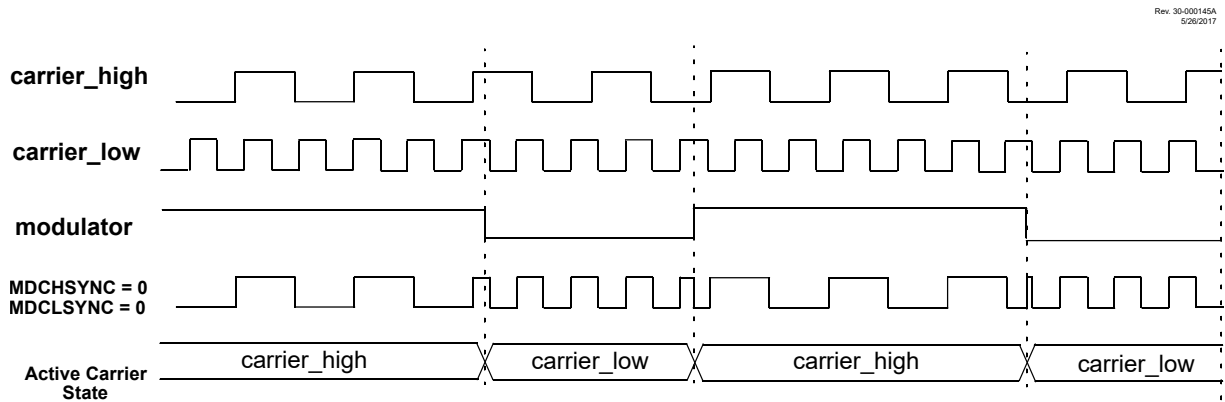 Rev. 30-000145A
5/26/2017
carrier_high
carrier_low
modulator
MDCHSYNC = 0
MDCLSYNC = 0
Active Carrier
State
carrier_high
carrier_low
carrier_high
carrier_low